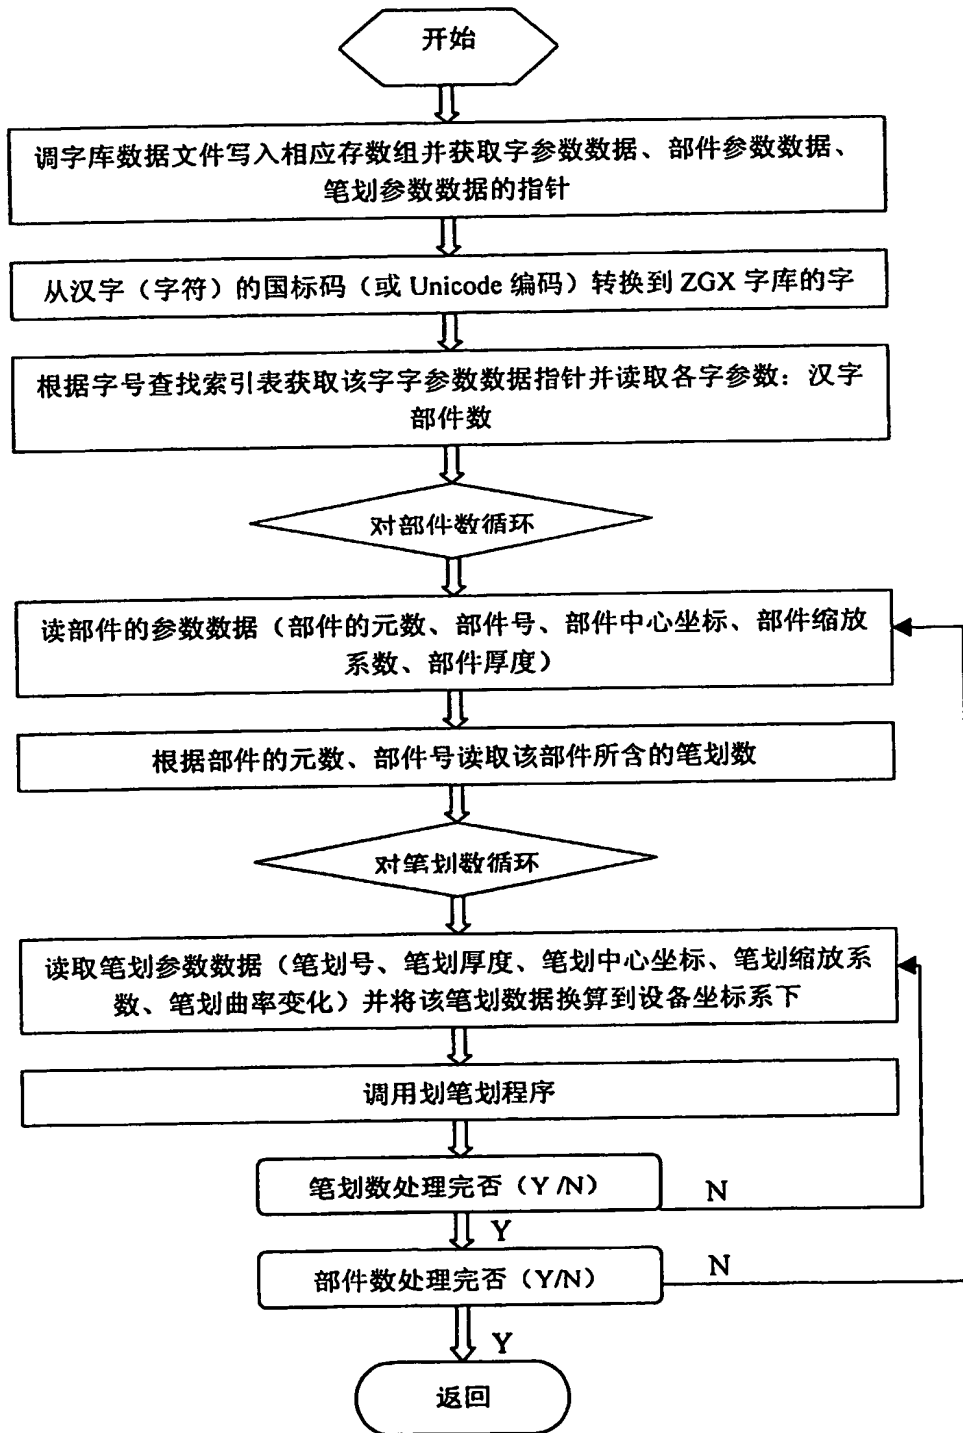 开始
调字库数据文件写入相应存数组并获取字参数数据、部件参数数据、
笔划参数数据的指针
从汉字（字符）的国标码（或 Unicode 编码）转换到 ZGX 字库的字
根据字号查找索引表获取该字字参数数据指针并读取各字参数：汉字
部件数
对部件数循环
读部件的参数数据（部件的元数、部件号、部件中心坐标、部件缩放
系数、部件厚度）
根据部件的元数、部件号读取该部件所含的笔划数
对笔划数循环
读取笔划参数数据（笔划号、笔划厚度、笔划中心坐标、笔划缩放系
数、笔划曲率变化）并将该笔划数据换算到设备坐标系下
调用划笔划程序
笔划数处理完否（Y /N）
N
Y
部件数处理完否（Y/N）
N
Y
返回